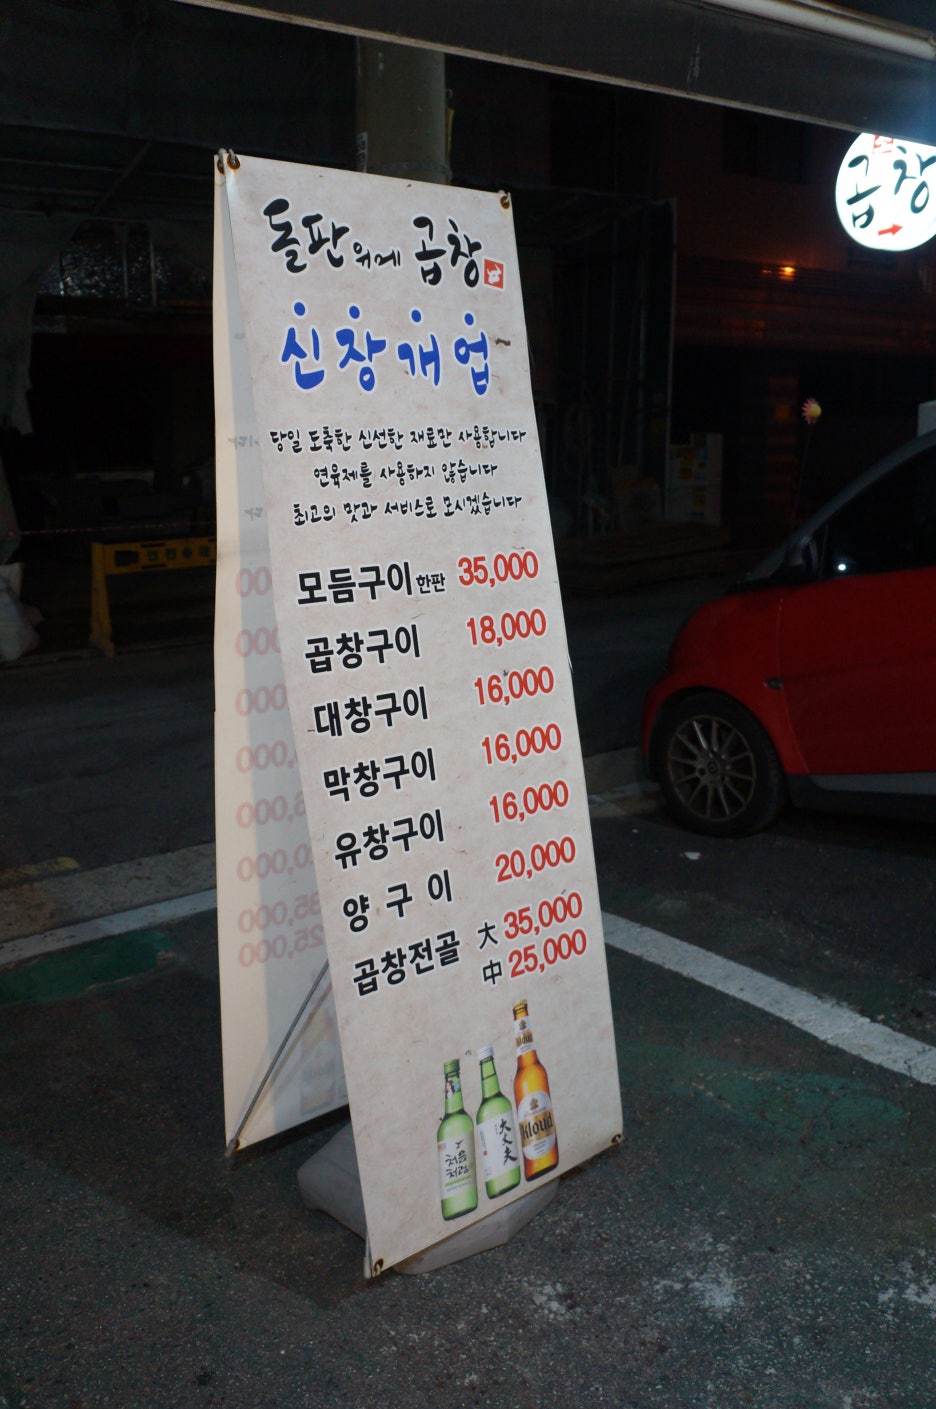 돌판위에 곱창
신창개업
당일 도축한 신선한 재료만 사용합니다
연육제를 사용하지 않습니다
최고의 맛과 서비스로 모시겠습니다
모듬구이 한판 35,000
곱창구이 18,000
대창구이 16,000
막창구이 16,000
유창구이 16,000
양구이 20,000
곱창전골 大 35,000
中 25,000
처음처럼
大丈夫
Kloud
곱창